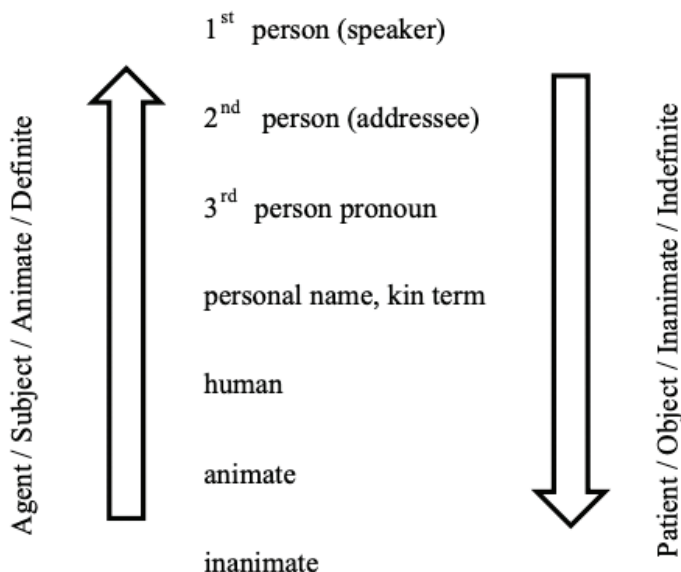 1st person (speaker)
2nd person (addressee)
3rd person pronoun
personal name, kin term
human
animate
inanimate
Agent / Subject / Animate / Definite
Patient / Object / Inanimate / Indefinite